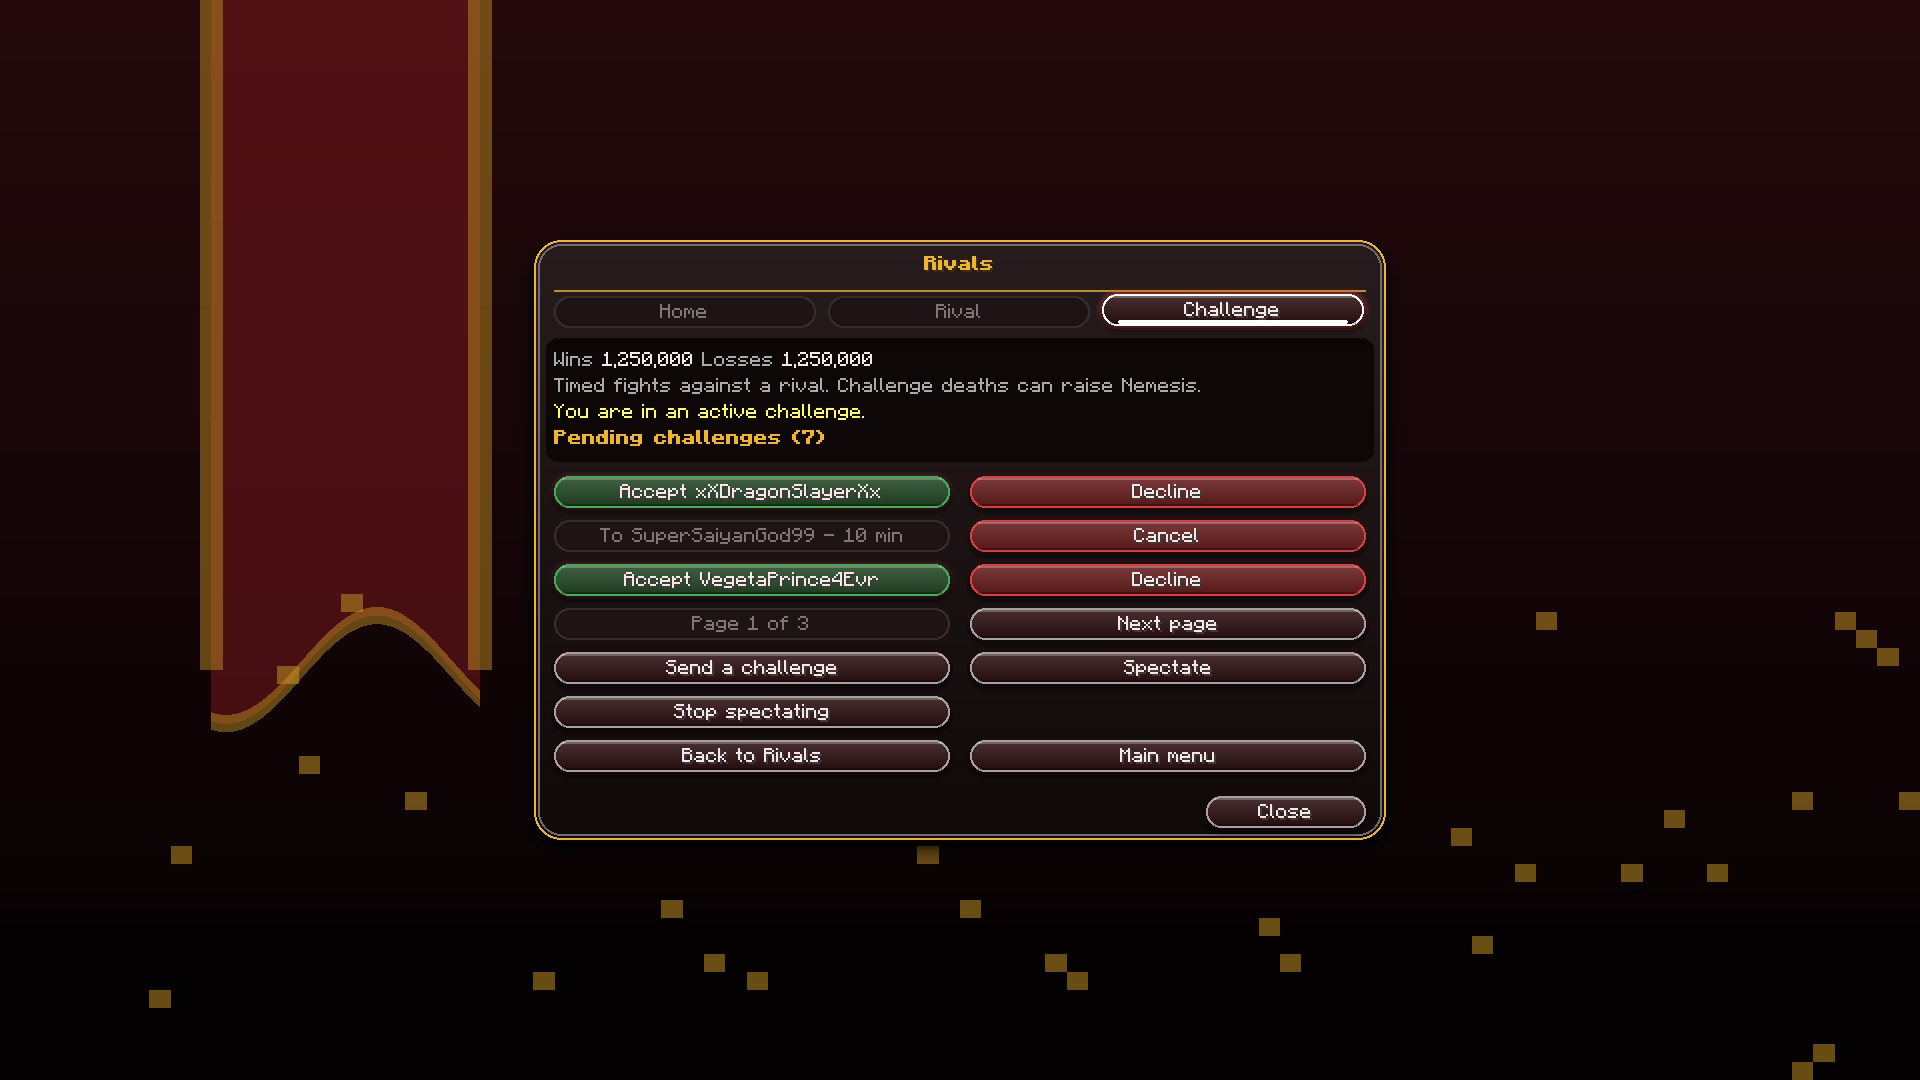 Rivals
Home Rival Challenge
Wins 1,250,000 Losses 1,250,000
Timed fights against a rival. Challenge deaths can raise Nemesis.
You are in an active challenge.
Pending challenges (7)
Accept xXDragonSlayerXx Decline
To SuperSaiyanGod99 - 10 min Cancel
Accept VegetaPrince4Evr Decline
Page 1 of 3 Next page
Send a challenge Spectate
Stop spectating
Back to Rivals Main menu
Close